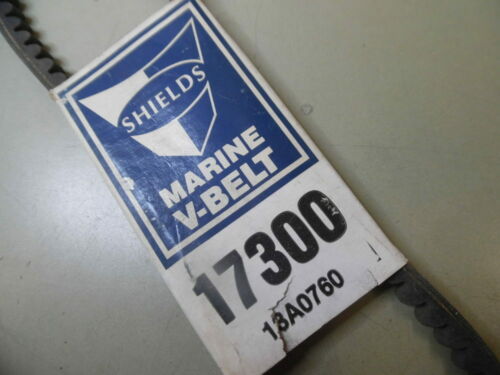 SHIELDS
MARINE
V-BELT
17300
13A0760